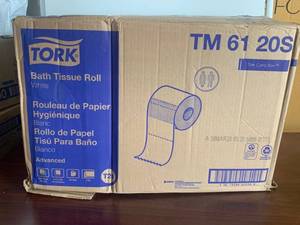 TORK
TM 61 20S
Bath Tissue Roll
White
Rouleau de Papier
Hygiénique
Blanc
Rollo de Papel
Tisú Para Baño
Blanco
Advanced